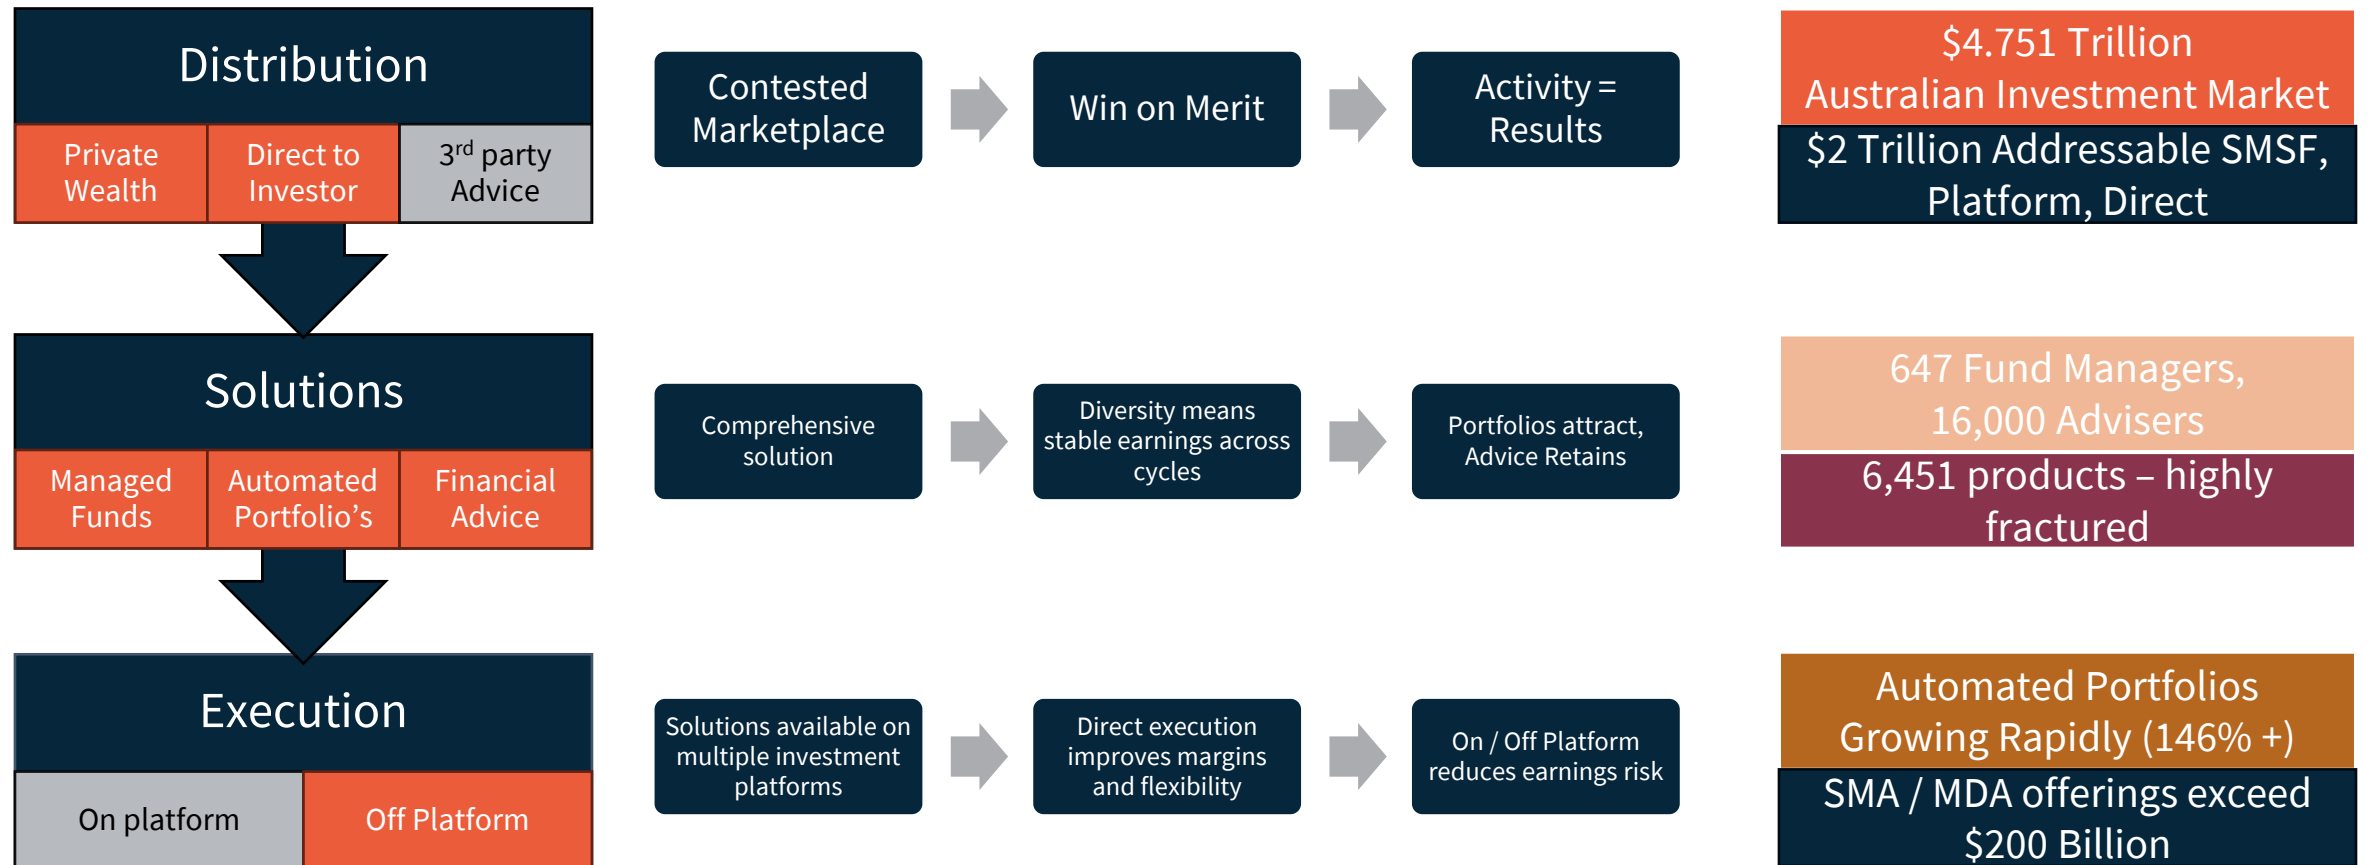 Distribution
Private
Wealth
Direct to
Investor
3rd party
Advice
Contested
Marketplace
Win on Merit
Activity =
Results
$4.751 Trillion
Australian Investment Market
$2 Trillion Addressable SMSF,
Platform, Direct
Solutions
Managed
Funds
Automated
Portfolio’s
Financial
Advice
Comprehensive
solution
Diversity means
stable earnings across
cycles
Portfolios attract,
Advice Retains
647 Fund Managers,
16,000 Advisers
6,451 products – highly
fractured
Execution
On platform
Off Platform
Solutions available on
multiple investment
platforms
Direct execution
improves margins
and flexibility
On / Off Platform
reduces earnings risk
Automated Portfolios
Growing Rapidly (146% +)
SMA / MDA offerings exceed
$200 Billion